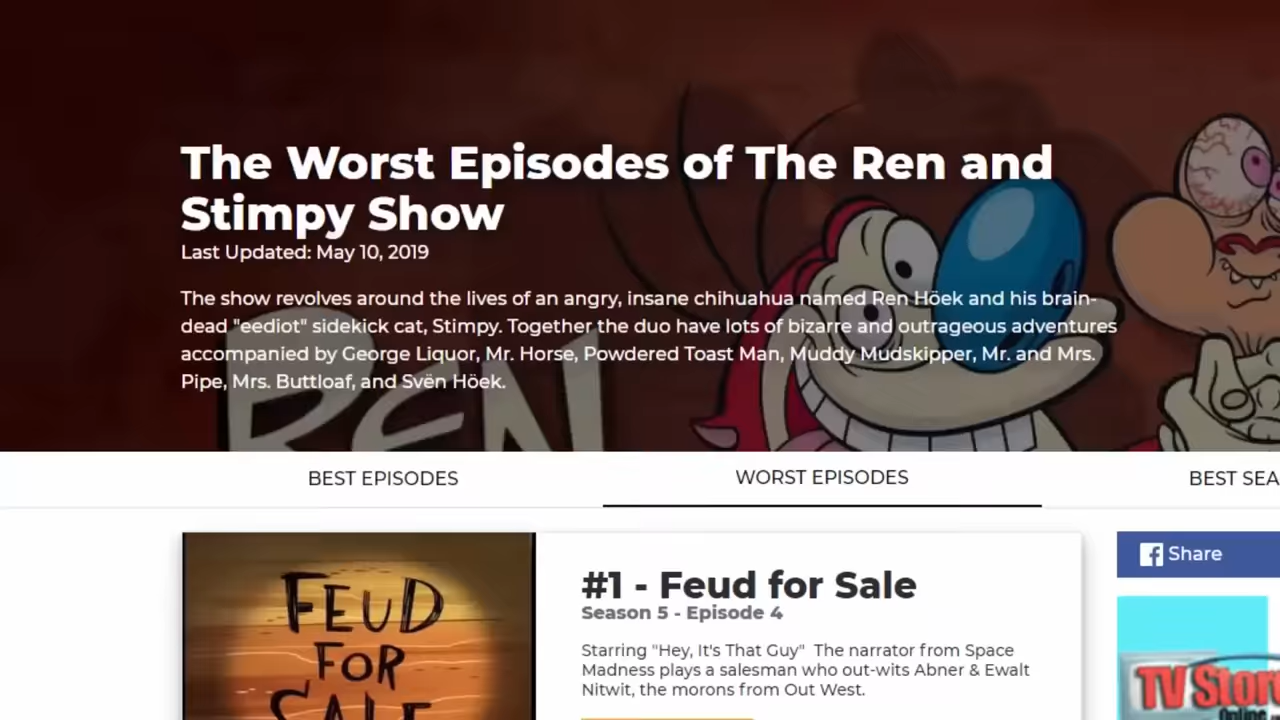 The Worst Episodes of The Ren and
Stimpy Show
Last Updated: May 10, 2019
The show revolves around the lives of an angry, insane chihuahua named Ren Höek and his brain-
dead "eediot" sidekick cat, Stimpy. Together the duo have lots of bizarre and outrageous adventures
accompanied by George Liquor, Mr. Horse, Powdered Toast Man, Muddy Mudskipper, Mr. and Mrs.
Pipe, Mrs. Buttloaf, and Svën Höek.
REN
BEST EPISODES
WORST EPISODES
BEST SEA
FEUD
FOR
SALE
#1 - Feud for Sale
Season 5 - Episode 4
Starring "Hey, It's That Guy"  The narrator from Space
Madness plays a salesman who out-wits Abner & Ewalt
Nitwit, the morons from Out West.
Share
TV Stor
Online